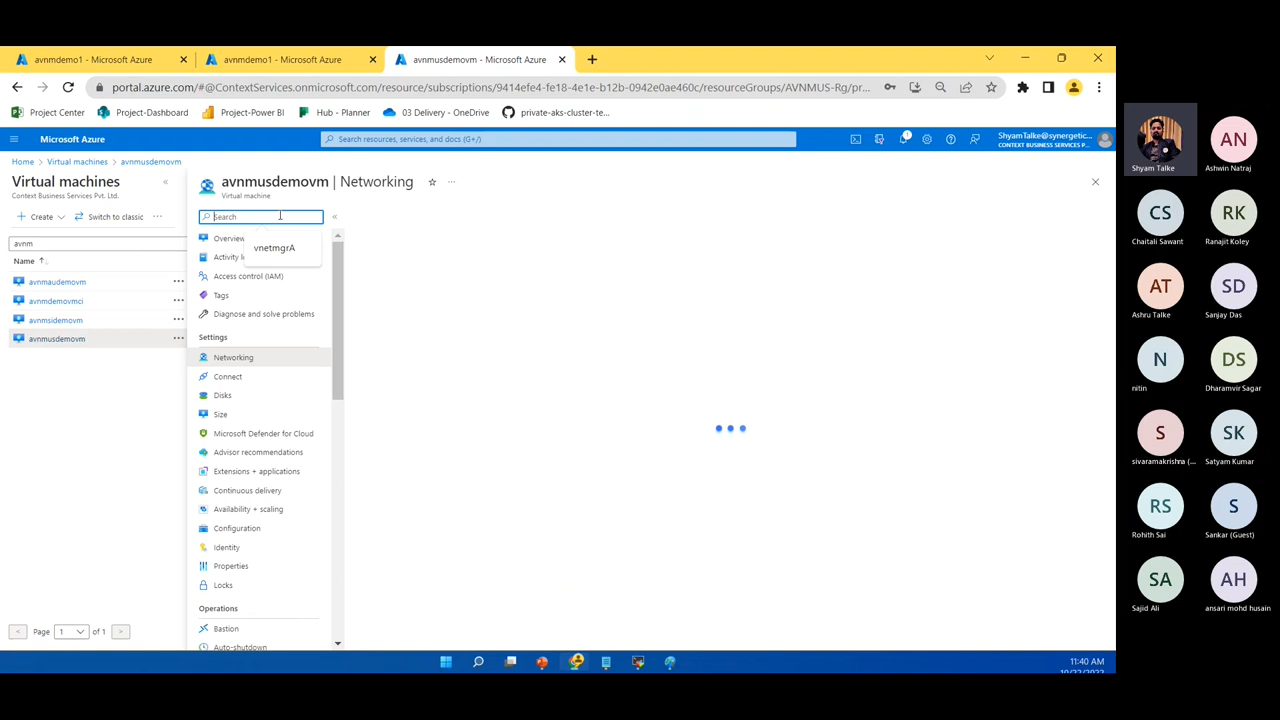 avnmdemo1 - Microsoft Azure
avnmdemo1 - Microsoft Azure
avnmusdemovm - Microsoft Azure
portal.azure.com/#@ContextServices.onmicrosoft.com/resource/subscriptions/9414efe4-fe18-4e1e-b12b-0942e0ae460c/resourceGroups/AVNMUS-Rg/pr...
Project Center
Project-Dashboard
Project-Power BI
Hub - Planner
03 Delivery - OneDrive
private-aks-cluster-te...
Microsoft Azure
Search resources, services, and docs (G+/)
1
ShyamTalke@synergetic...
CONTEXT BUSINESS SERVICES P...
Home > Virtual machines > avnmusdemovm
Virtual machines
Context Business Services Pvt. Ltd.
+ Create
Switch to classic
...
avnm
Name
avnmaudemovm
avnmdemovmci
avnmsidemovm
avnmusdemovm
< Page 1 of 1 >
avnmusdemovm | Networking
Virtual machine
Search
vnetmgrA
Overview
Activity l
Access control (IAM)
Tags
Diagnose and solve problems
Settings
Networking
Connect
Disks
Size
Microsoft Defender for Cloud
Advisor recommendations
Extensions + applications
Continuous delivery
Availability + scaling
Configuration
Identity
Properties
Locks
Operations
Bastion
Auto-shutdown
11:40 AM
10/22/2022
Shyam Talke
AN
Ashwin Natraj
CS
Chaitali Sawant
RK
Ranajit Koley
AT
Ashru Talke
SD
Sanjay Das
N
nitin
DS
Dharamvir Sagar
S
sivaramakrishna (...
SK
Satyam Kumar
RS
Rohith Sai
S
Sankar (Guest)
SA
Sajid Ali
AH
ansari mohd husain